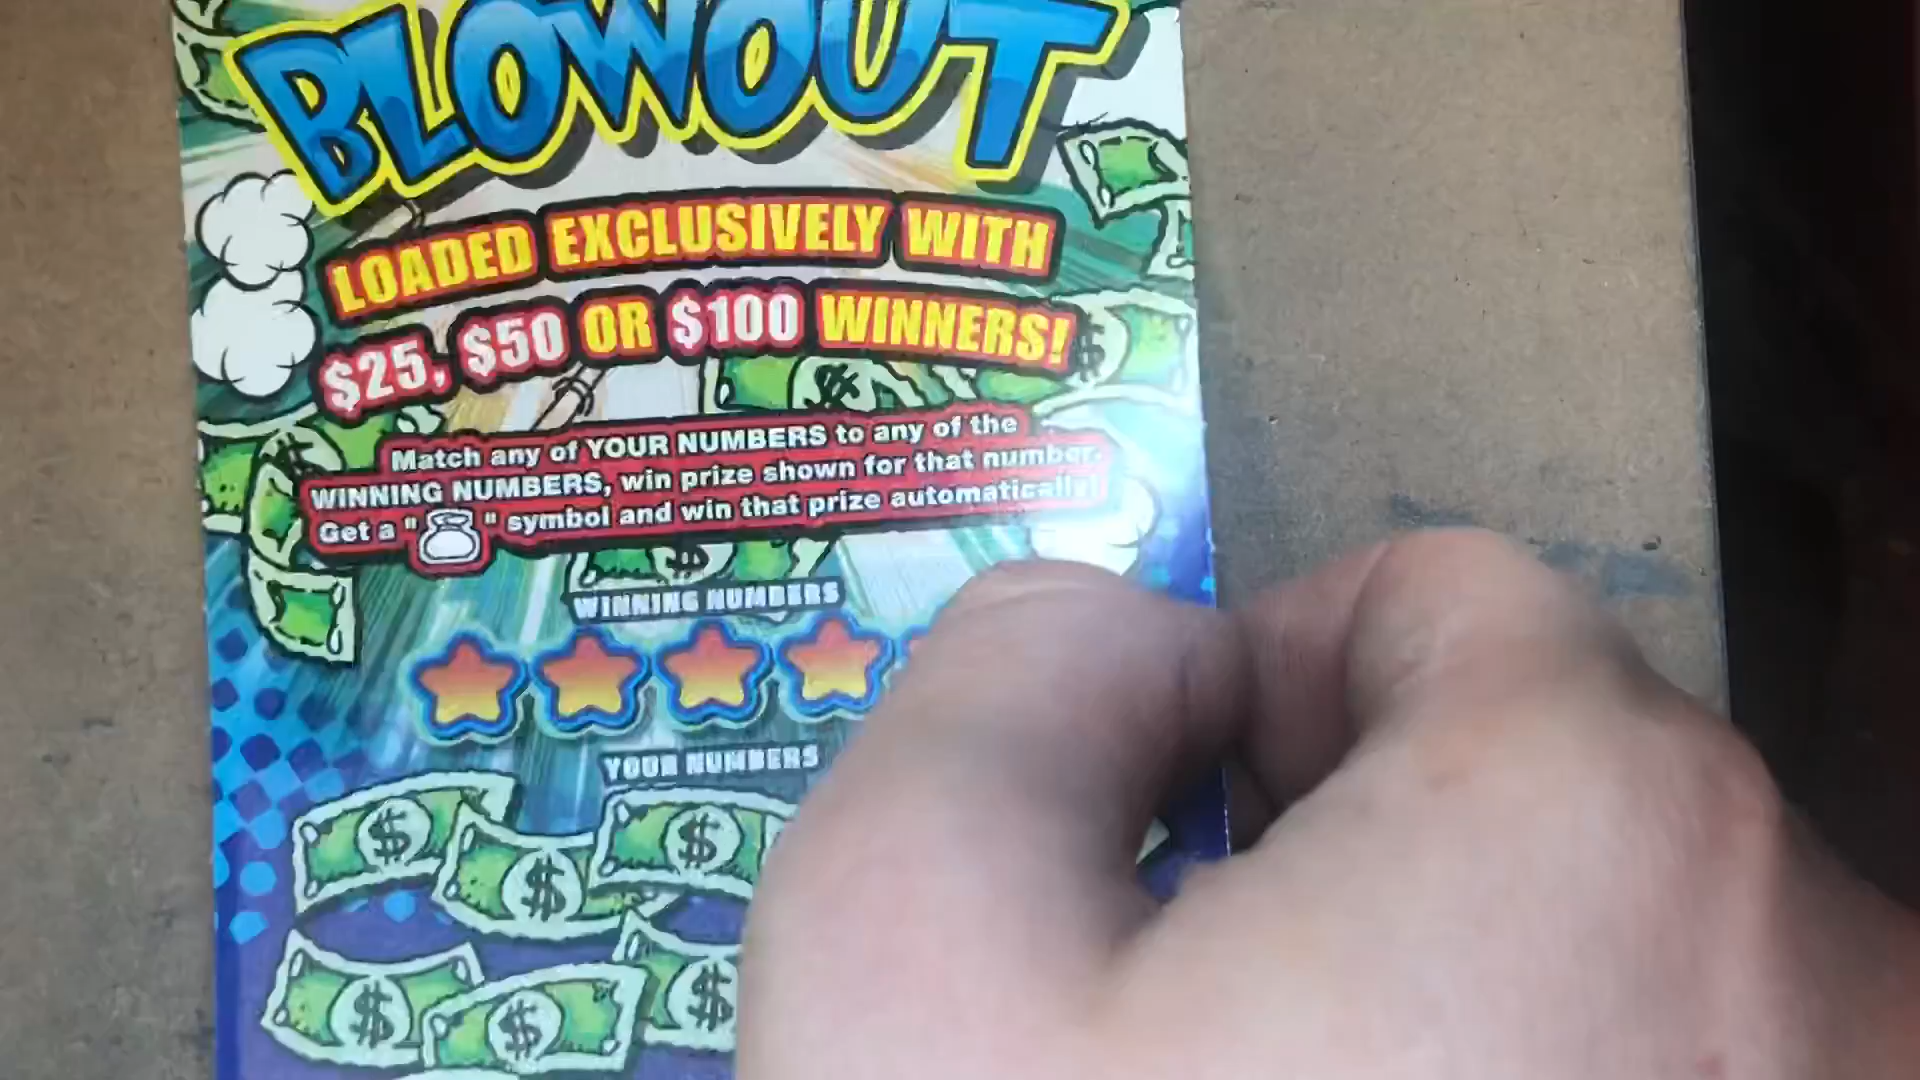 BLOWOUT
LOADED EXCLUSIVELY WITH
$25, $50 OR $100 WINNERS!
Match any of YOUR NUMBERS to any of the
WINNING NUMBERS, win prize shown for that number.
Get a " " symbol and win that prize automatically!
WINNING NUMBERS
YOUR NUMBERS